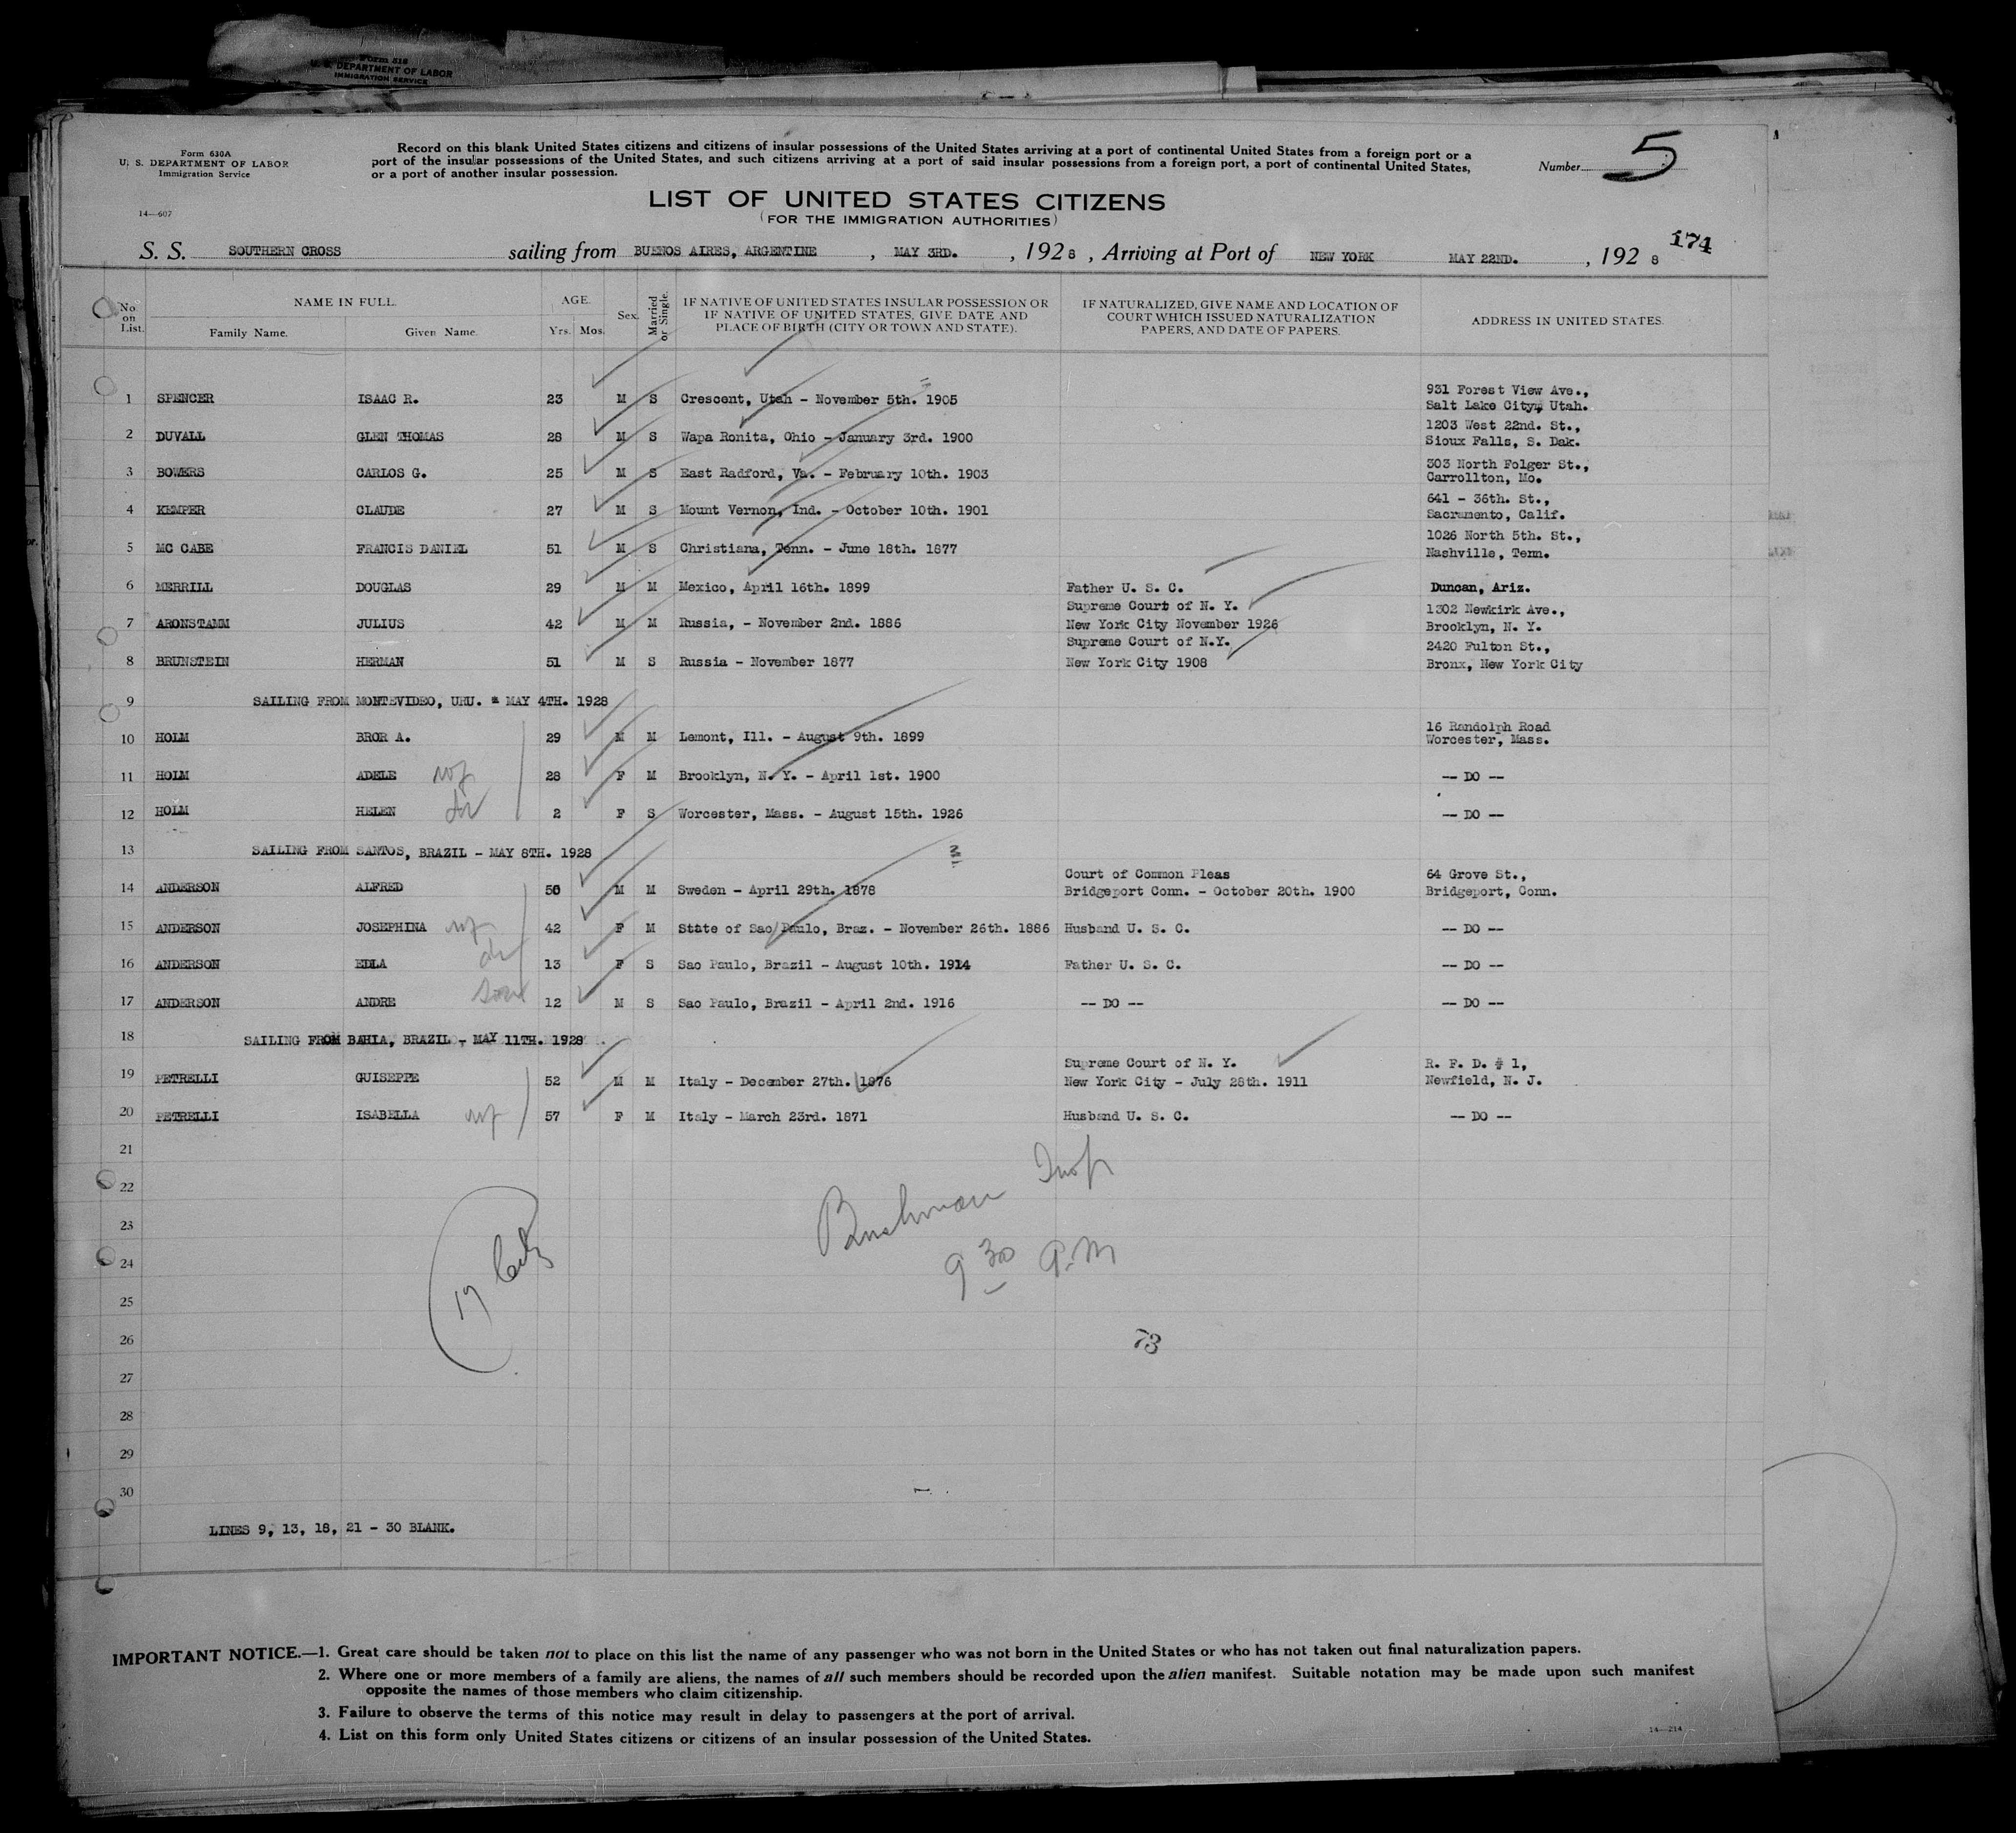 Form 518
U. S. DEPARTMENT OF LABOR
IMMIGRATION SERVICE
Form 630A
U. S. DEPARTMENT OF LABOR
Immigration Service
14—607
Record on this blank United States citizens and citizens of insular possessions of the United States arriving at a port of continental United States from a foreign port or a
port of the insular possessions of the United States, and such citizens arriving at a port of said insular possessions from a foreign port, a port of continental United States,
or a port of another insular possession.
Number 5
LIST OF UNITED STATES CITIZENS
(FOR THE IMMIGRATION AUTHORITIES)
174
S. S. SOUTHERN CROSS sailing from BUENOS AIRES, ARGENTINE, MAY 3RD., 1928, Arriving at Port of NEW YORK MAY 22ND., 1928
No. on List. NAME IN FULL. Family Name. Given Name. AGE. Yrs. Mos. Sex. Married or Single. IF NATIVE OF UNITED STATES INSULAR POSSESSION OR IF NATIVE OF UNITED STATES, GIVE DATE AND PLACE OF BIRTH (CITY OR TOWN AND STATE). IF NATURALIZED, GIVE NAME AND LOCATION OF COURT WHICH ISSUED NATURALIZATION PAPERS, AND DATE OF PAPERS. ADDRESS IN UNITED STATES.
1 SPENCER ISAAC R. 23 M S Crescent, Utah - November 5th. 1905 931 Forest View Ave., Salt Lake City, Utah.
2 DUVALL GLEN THOMAS 28 M S Wapa Ronita, Ohio - January 3rd. 1900 1203 West 22nd. St., Sioux Falls, S. Dak.
3 BOWERS CARLOS G. 25 M S East Radford, Va. - February 10th. 1903 303 North Folger St., Carrollton, Mo.
4 KEMPER CLAUDE 27 M S Mount Vernon, Ind. - October 10th. 1901 641 - 36th. St., Sacramento, Calif.
5 MC CABE FRANCIS DANIEL 51 M S Christiana, Tenn. - June 18th. 1877 1026 North 5th. St., Nashville, Tenn.
6 MERRILL DOUGLAS 29 M M Mexico, April 16th. 1899 Father U. S. C. Duncan, Ariz.
7 ARONSTAMM JULIUS 42 M M Russia, - November 2nd. 1886 Supreme Court of N. Y. New York City November 1926 1302 Newkirk Ave., Brooklyn, N. Y.
8 BRUNSTEIN HERMAN 51 M S Russia - November 1877 Supreme Court of N.Y. New York City 1908 2420 Fulton St., Bronx, New York City
9 SAILING FROM MONTEVIDEO, URU. * MAY 4TH. 1928
10 HOLM BROR A. 29 M M Lemont, Ill. - August 9th. 1899 16 Randolph Road Worcester, Mass.
11 HOLM ADELE wf 28 F M Brooklyn, N. Y. - April 1st. 1900 -- DO --
12 HOLM HELEN dr 2 F S Worcester, Mass. - August 15th. 1926 -- DO --
13 SAILING FROM SANTOS, BRAZIL - MAY 8TH. 1928
14 ANDERSON ALFRED 50 M M Sweden - April 29th. 1878 Court of Common Pleas Bridgeport Conn. - October 20th. 1900 64 Grove St., Bridgeport, Conn.
15 ANDERSON JOSEPHINA wf 42 F M State of Sao Paulo, Braz. - November 26th. 1886 Husband U. S. C. -- DO --
16 ANDERSON EDLA dr 13 F S Sao Paulo, Brazil - August 10th. 1914 Father U. S. C. -- DO --
17 ANDERSON ANDRE son 12 M S Sao Paulo, Brazil - April 2nd. 1916 -- DO -- -- DO --
18 SAILING FROM BAHIA, BRAZIL - MAY 11TH. 1928
19 PETRELLI GUISEPPE 52 M M Italy - December 27th. 1876 Supreme Court of N. Y. New York City - July 28th. 1911 R. F. D. # 1, Newfield, N. J.
20 PETRELLI ISABELLA wf 57 F M Italy - March 23rd. 1871 Husband U. S. C. -- DO --
21
22
23
24
25
26
27
28
29
30
Bushman Insp
9 30 P.M
17 Citz
73
LINES 9, 13, 18, 21 - 30 BLANK.
IMPORTANT NOTICE.—1. Great care should be taken not to place on this list the name of any passenger who was not born in the United States or who has not taken out final naturalization papers.
2. Where one or more members of a family are aliens, the names of all such members should be recorded upon the alien manifest. Suitable notation may be made upon such manifest
opposite the names of those members who claim citizenship.
3. Failure to observe the terms of this notice may result in delay to passengers at the port of arrival.
4. List on this form only United States citizens or citizens of an insular possession of the United States.
14—214